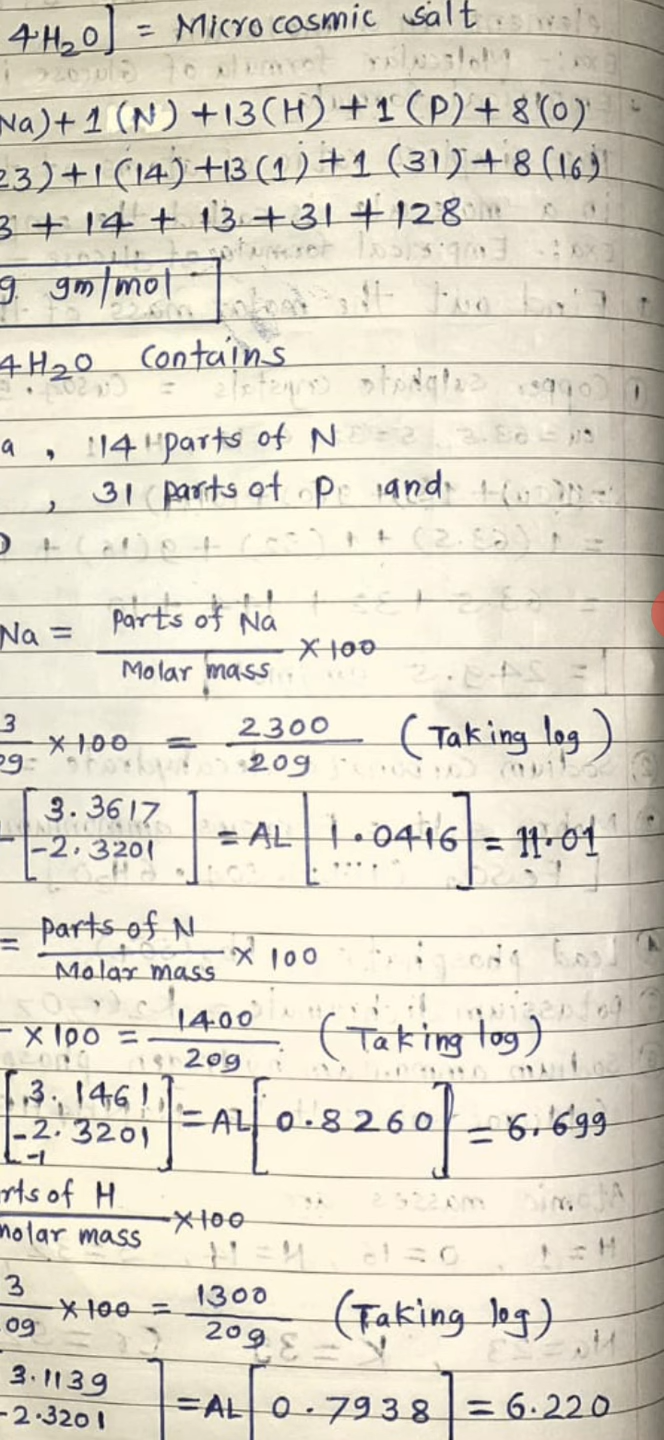 4H₂O] = Microcosmic salt
Na) + 1 (N) + 13 (H) + 1 (P) + 8 (O)
23) + 1 (14) + 13 (1) + 1 (31) + 8 (16)
3 + 14 + 13 + 31 + 128
9 gm/mol
4H₂O contains
a , 14 parts of N
, 31 parts of P and
Na = Parts of Na / Molar mass × 100
3/09 × 100 = 2300/209 (Taking log)
[3.3617 - 2.3201] = AL [1.0416] = 11.01
= Parts of N / Molar mass × 100
× 100 = 1400/209 (Taking log)
[3.1461 - 2.3201] = AL [0.8260] = 6.699
rts of H / molar mass × 100
3/09 × 100 = 1300/209 (Taking log)
3.1139 - 2.3201] = AL [0.7938] = 6.220